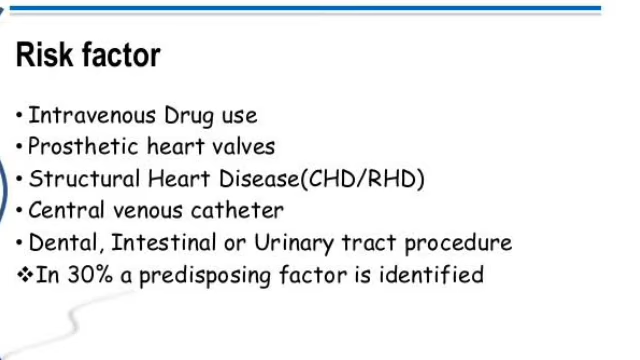 Risk factor
• Intravenous Drug use
• Prosthetic heart valves
• Structural Heart Disease(CHD/RHD)
• Central venous catheter
• Dental, Intestinal or Urinary tract procedure
❖In 30% a predisposing factor is identified